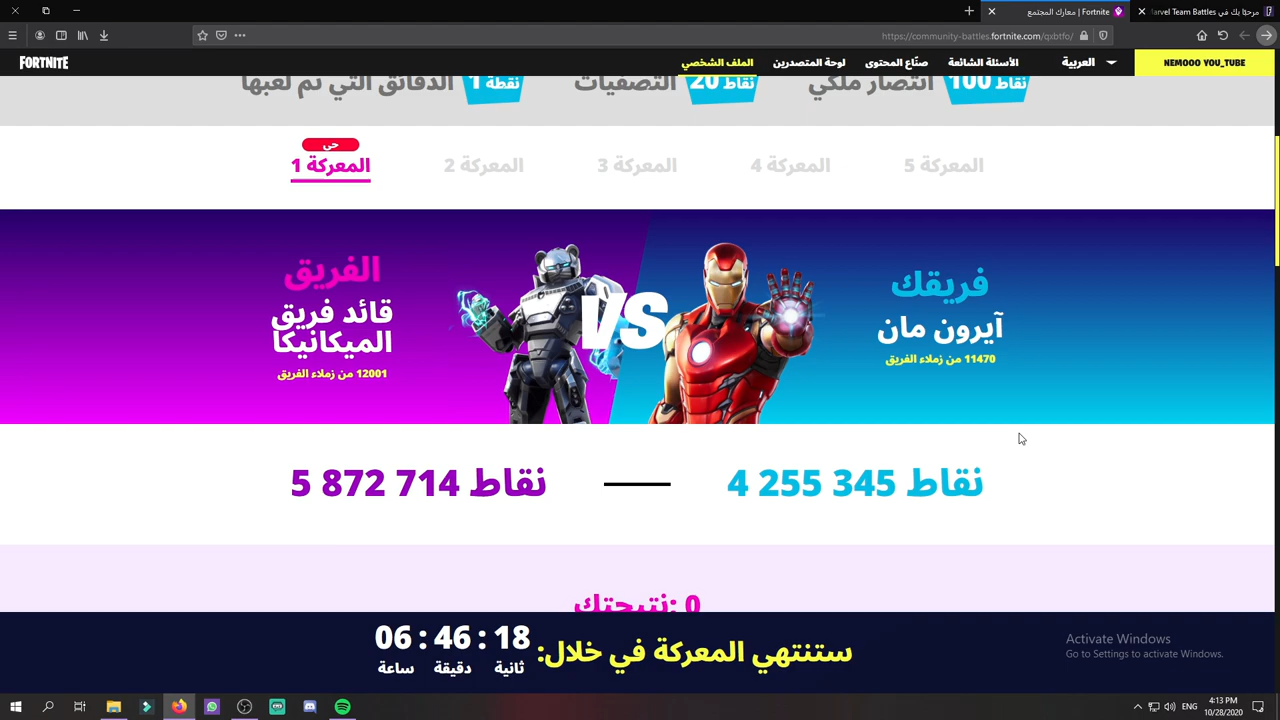 Fortnite | معارك المجتمع
مرحبًا بك في Marvel Team Battles
https://community-battles.fortnite.com/qxbtfo/
FORTNITE
الملف الشخصي
لوحة المتصدرين
صنّاع المحتوى
الأسئلة الشائعة
العربية
NEMOOO YOU_TUBE
100 نقاط
انتصار ملكي
20 نقاط
التصفيات
1 نقطة
الدقائق التي تم لعبها
حي
المعركة 1
المعركة 2
المعركة 3
المعركة 4
المعركة 5
الفريق
قائد فريق
الميكانيكا
12001 من زملاء الفريق
VS
فريقك
آيرون مان
11470 من زملاء الفريق
5 872 714 نقاط
4 255 345 نقاط
0 :نتيجتك
ستنتهي المعركة في خلال:
06 : 46 : 18
ساعة دقيقة ثانية
Activate Windows
Go to Settings to activate Windows.
ENG
4:13 PM
10/28/2020